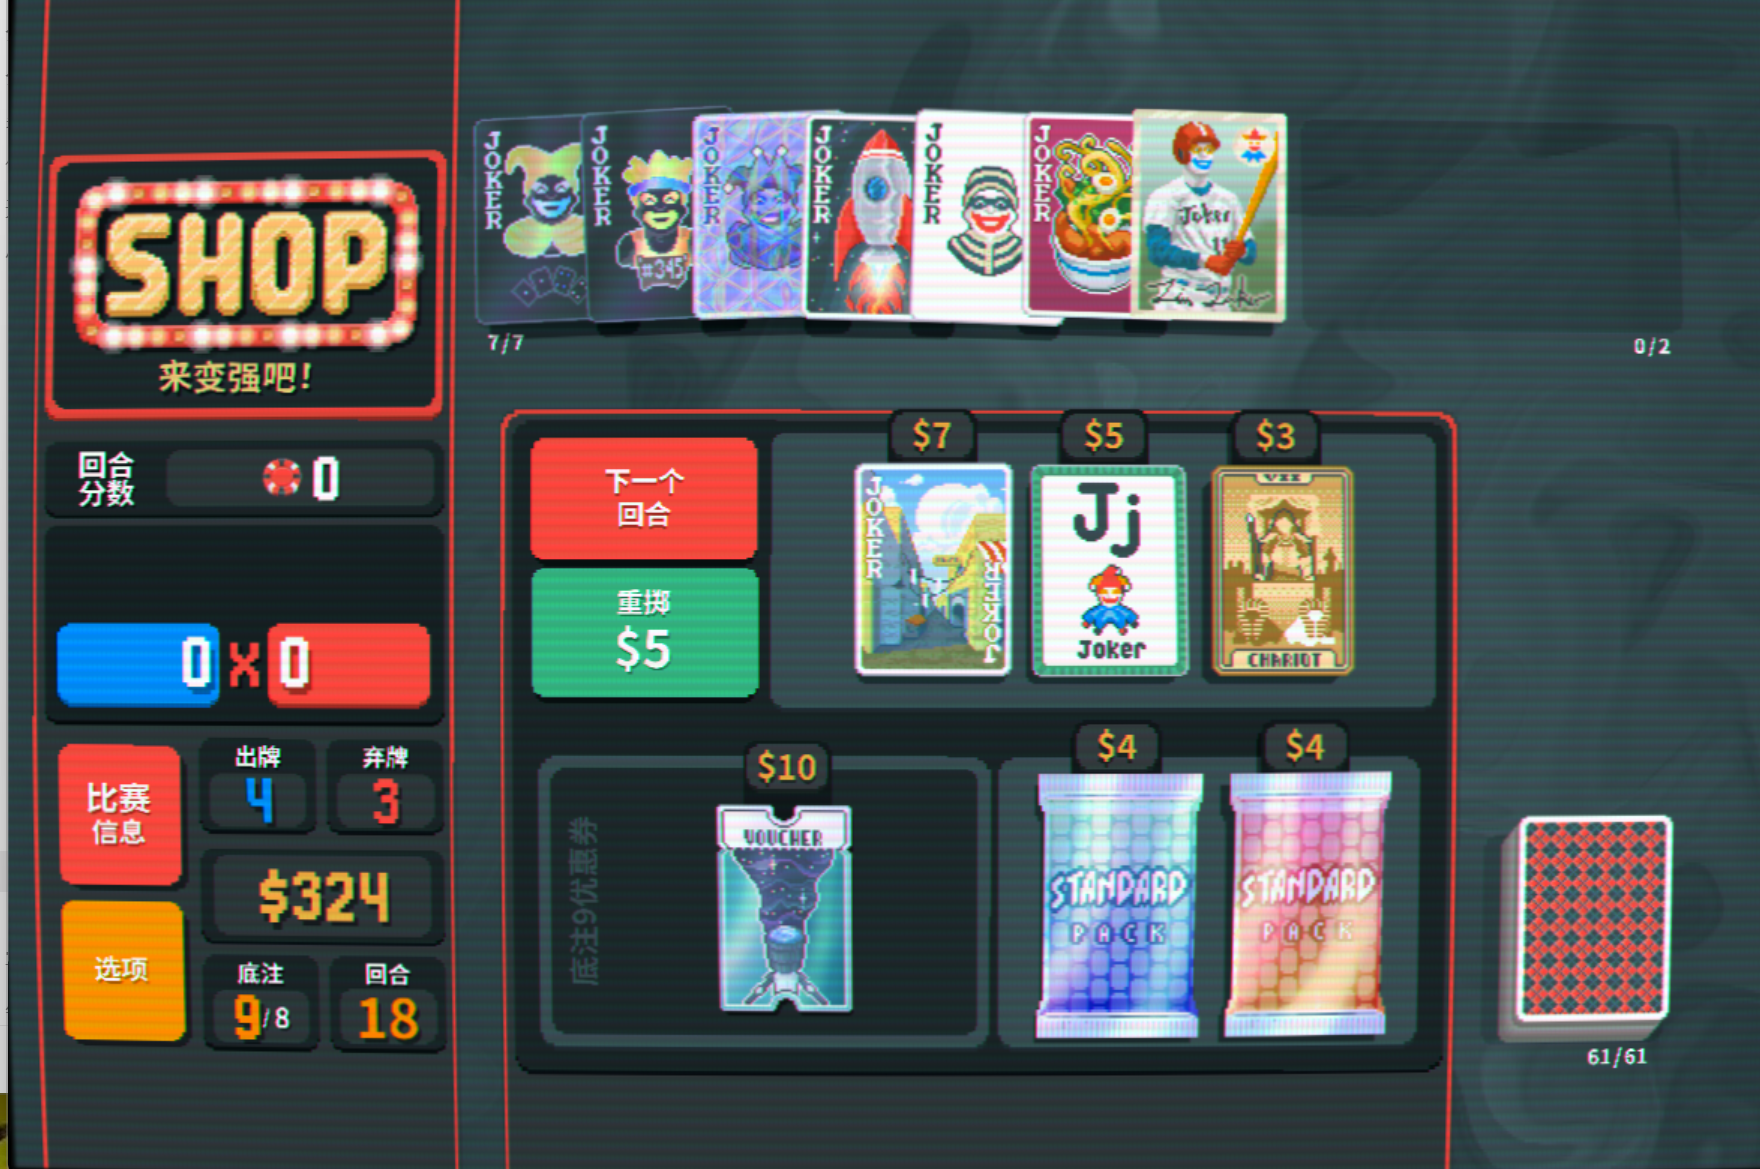 SHOP
来变强吧!
回合
分数
0
0 X 0
比赛
信息
出牌
4
弃牌
3
$324
选项
底注
9/8
回合
18
JOKER
JOKER
#345
JOKER
JOKER
JOKER
JOKER
Joker
11
7/7
0/2
下一个
回合
重掷
$5
$7
JOKER
JOKER
$5
Jj
Joker
$3
VII
CHARIOT
底注9优惠券
$10
VOUCHER
$4
STANDARD
PACK
$4
STANDARD
PACK
61/61